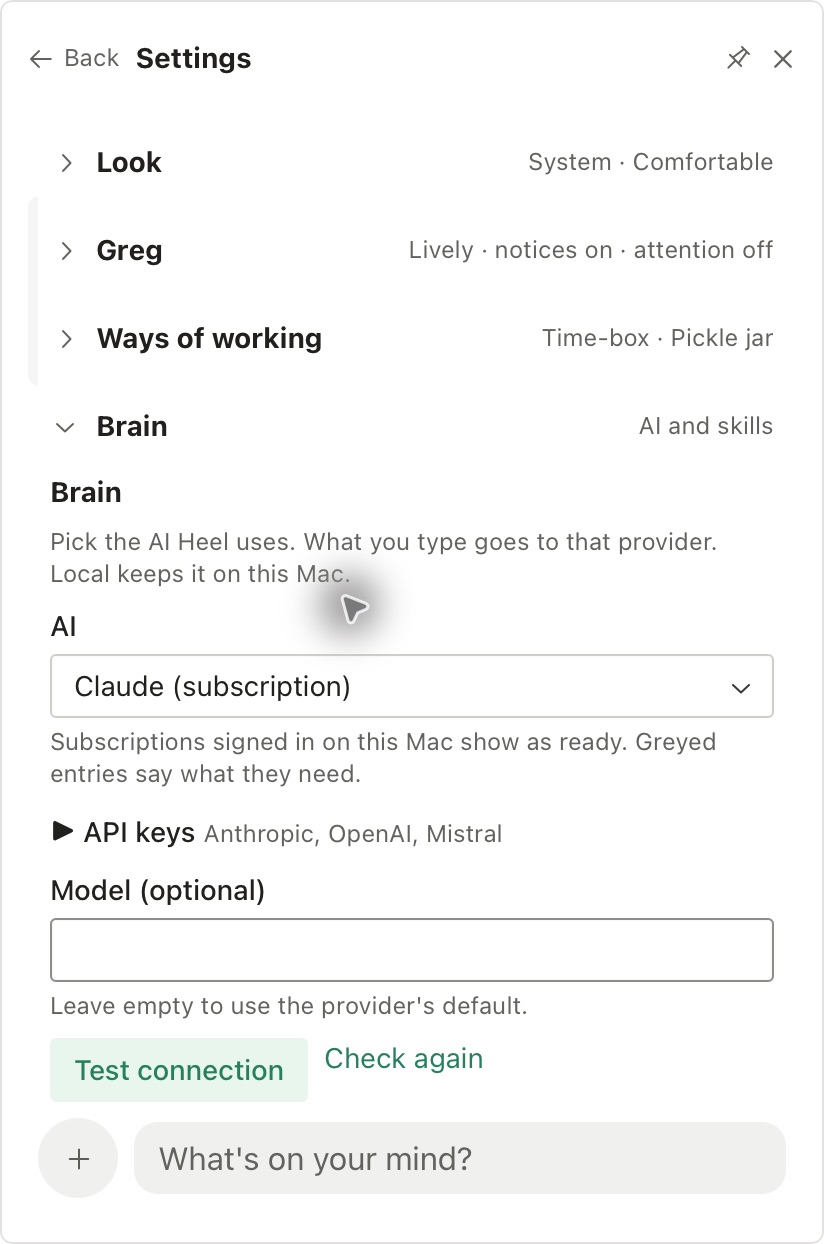 Back Settings
Look System · Comfortable
Greg Lively · notices on · attention off
Ways of working Time-box · Pickle jar
Brain AI and skills
Brain
Pick the AI Heel uses. What you type goes to that provider.
Local keeps it on this Mac.
AI
Claude (subscription)
Subscriptions signed in on this Mac show as ready. Greyed
entries say what they need.
API keys Anthropic, OpenAI, Mistral
Model (optional)
Leave empty to use the provider's default.
Test connection Check again
What's on your mind?